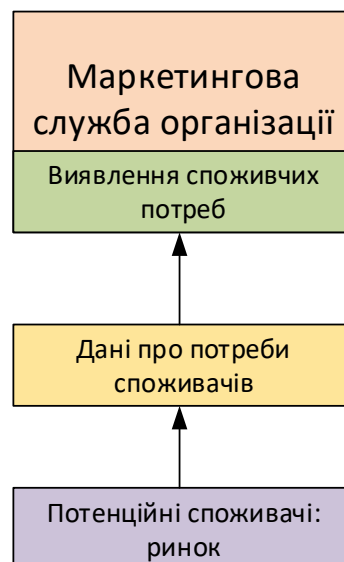 Маркетингова
служба організації
Виявлення споживчих
потреб
Дані про потреби
споживачів
Потенційні споживачі:
ринок